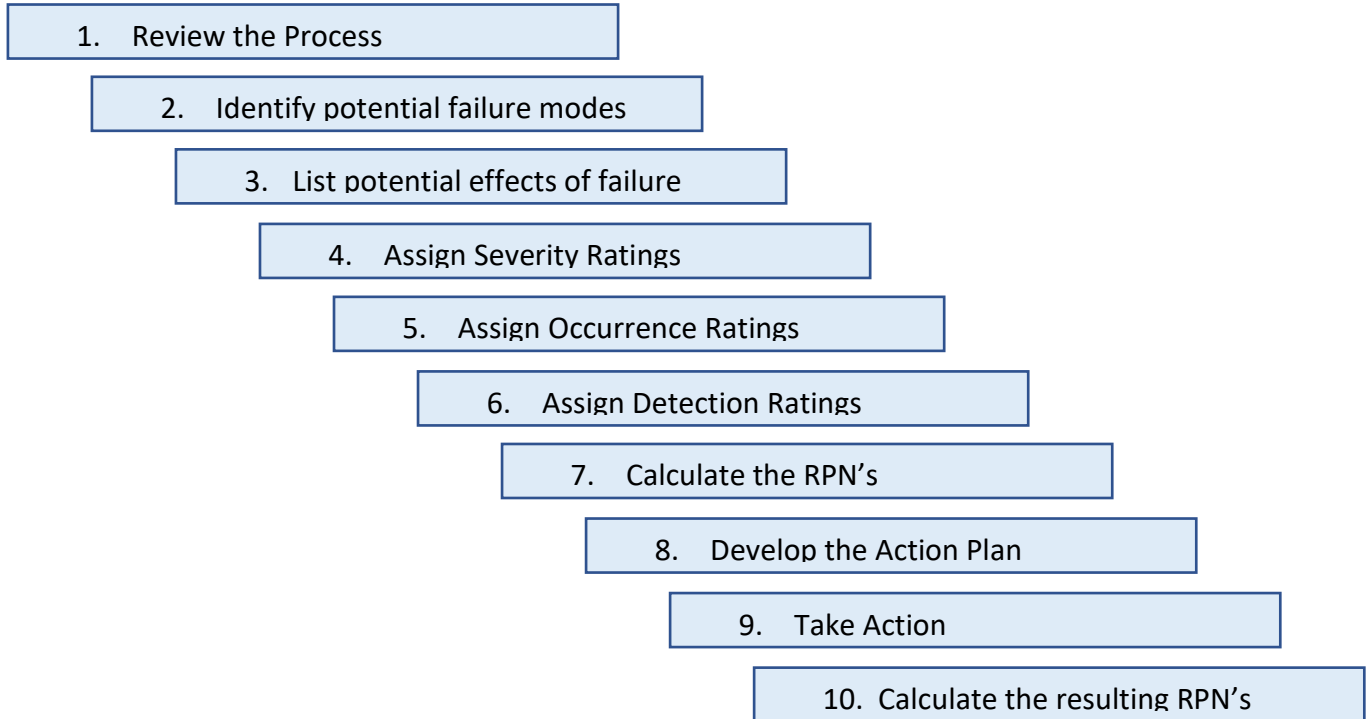 1. Review the Process
2. Identify potential failure modes
3. List potential effects of failure
4. Assign Severity Ratings
5. Assign Occurrence Ratings
6. Assign Detection Ratings
7. Calculate the RPN’s
8. Develop the Action Plan
9. Take Action
10. Calculate the resulting RPN’s